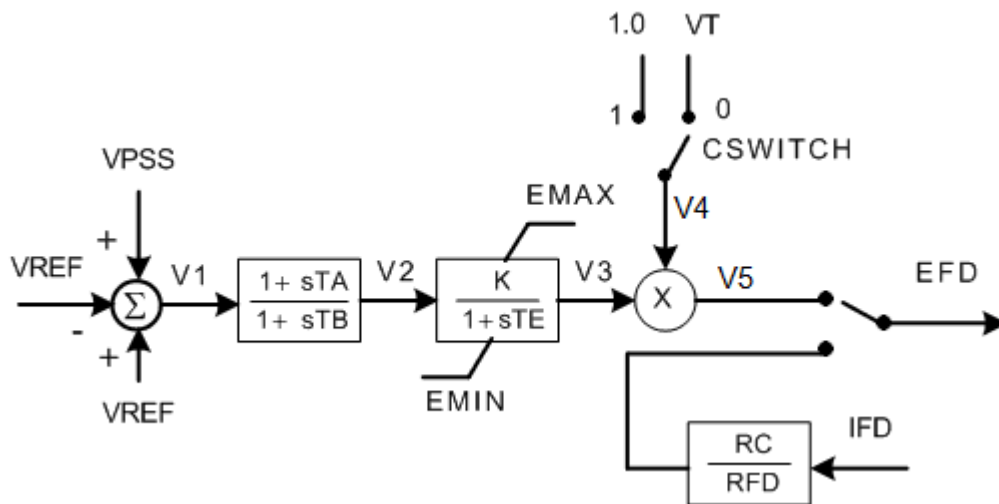 1.0 VT
1 0
CSWITCH
VPSS
EMAX
V4
+
VREF V1 1+ sTA V2 K V3 X V5 EFD
Σ 1+ sTB 1+sTE
-
+
VREF
EMIN
RC IFD
RFD